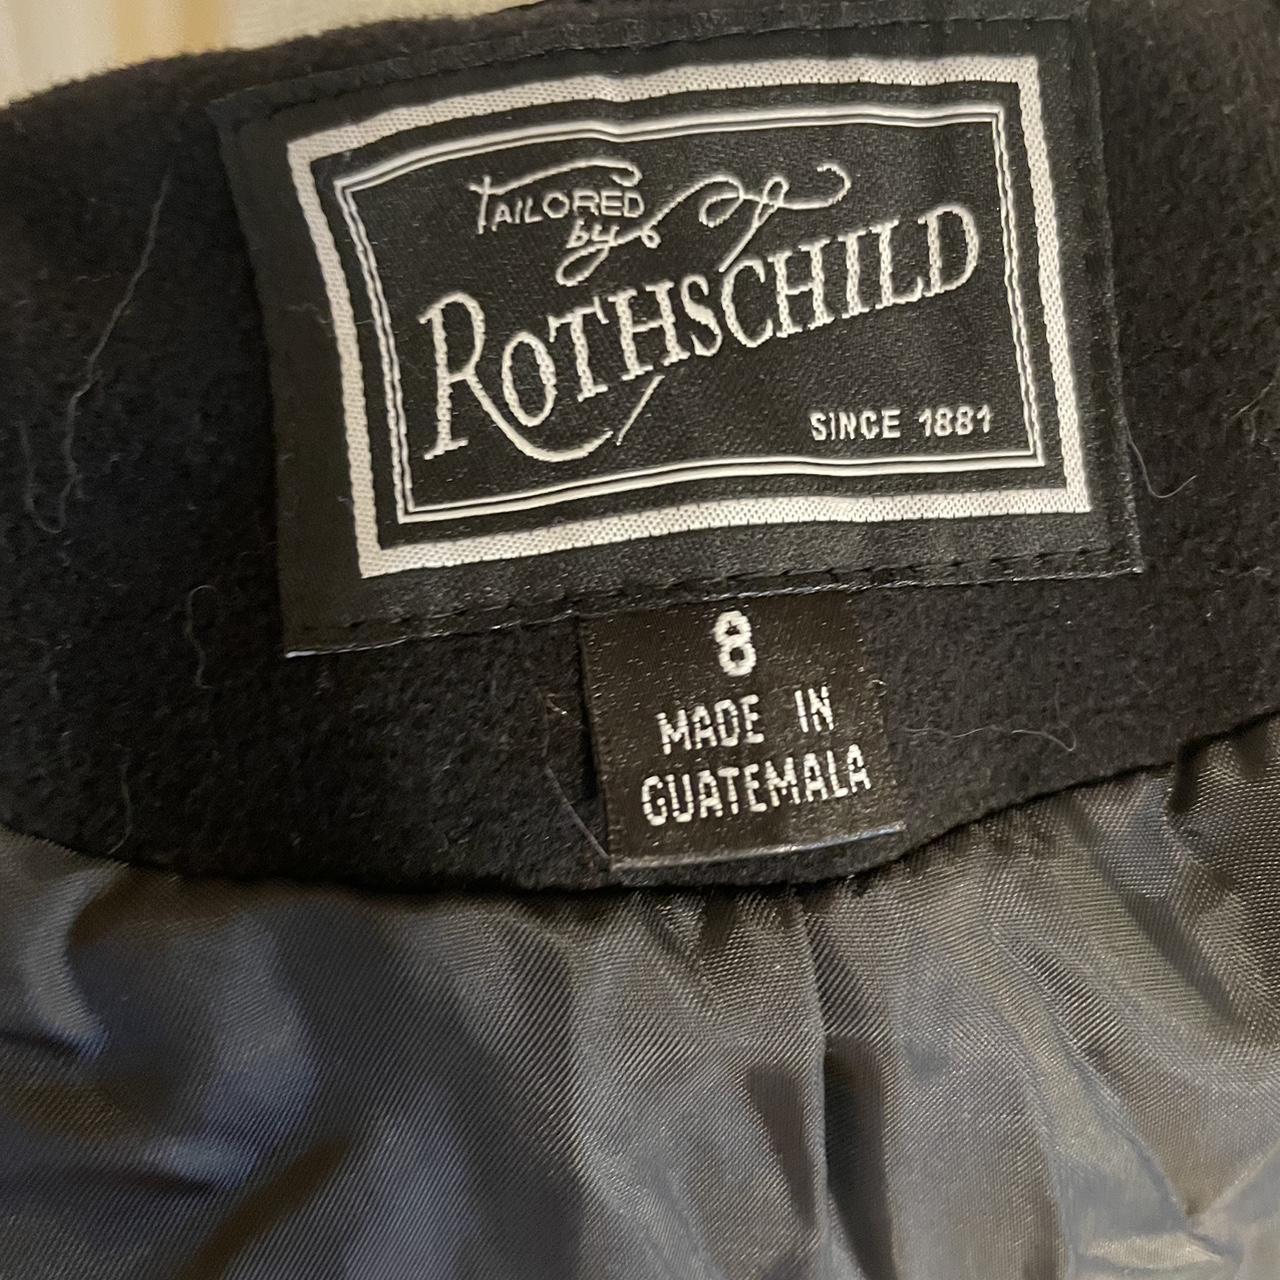 TAILORED
by
ROTHSCHILD
SINCE 1881
8
MADE IN
GUATEMALA